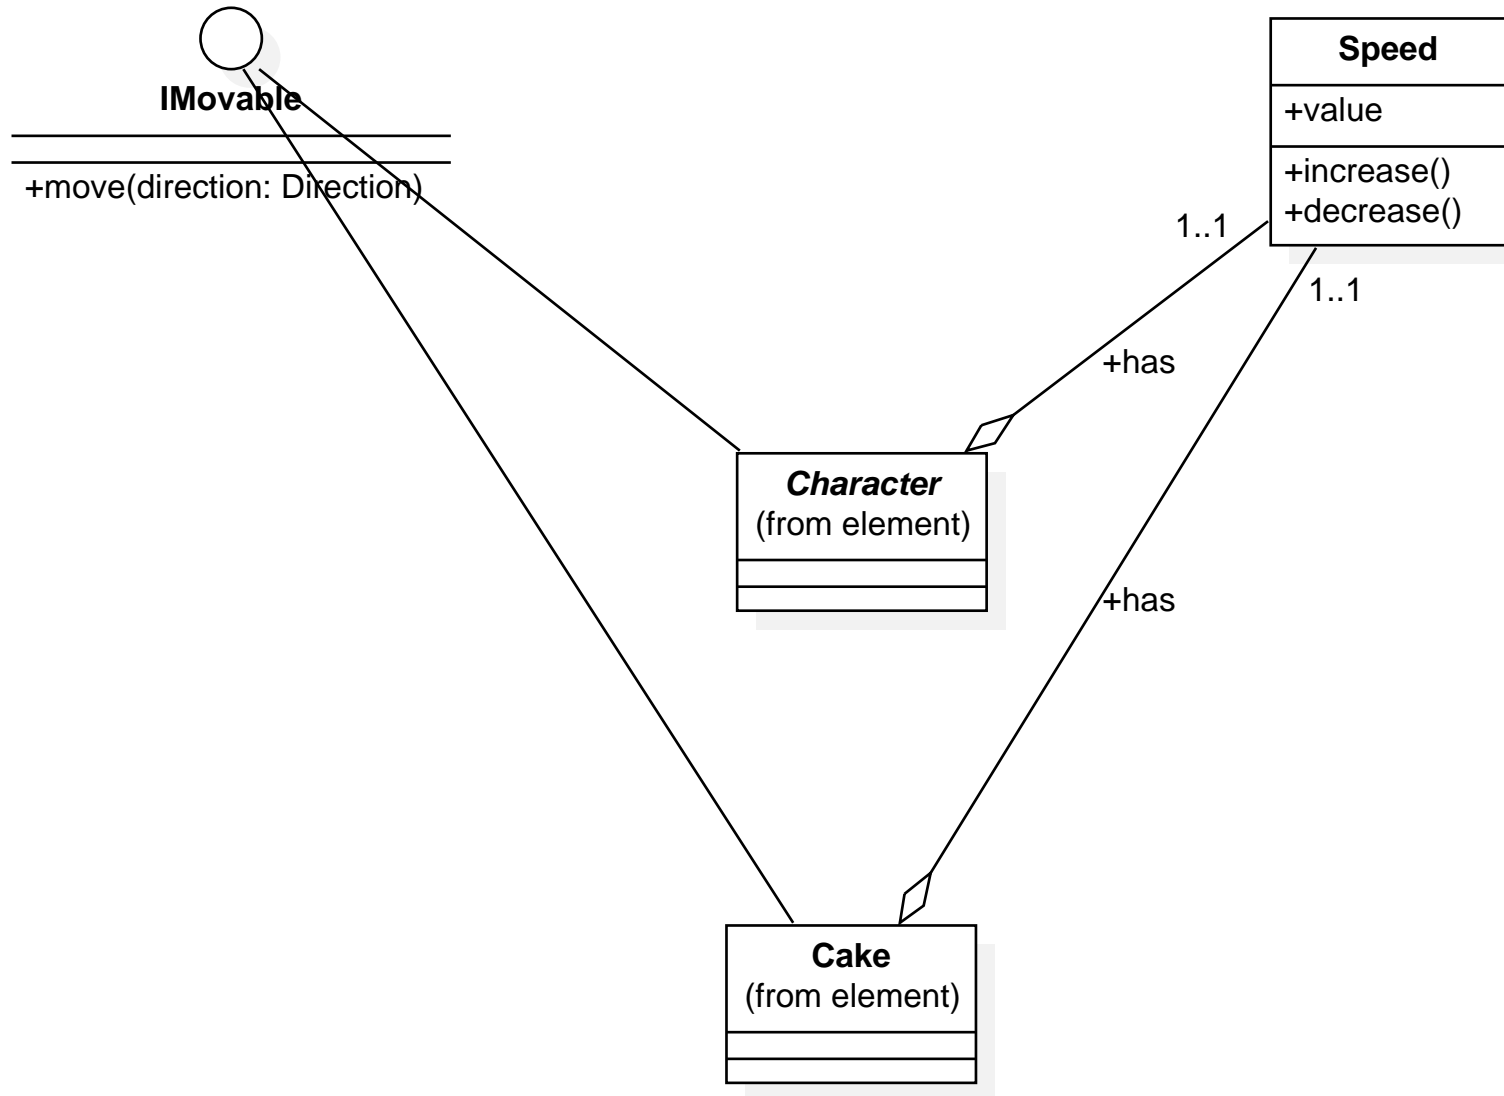 IMovable
+move(direction: Direction)
Speed
+value
+increase()
+decrease()
1..1
1..1
+has
Character
(from element)
+has
Cake
(from element)